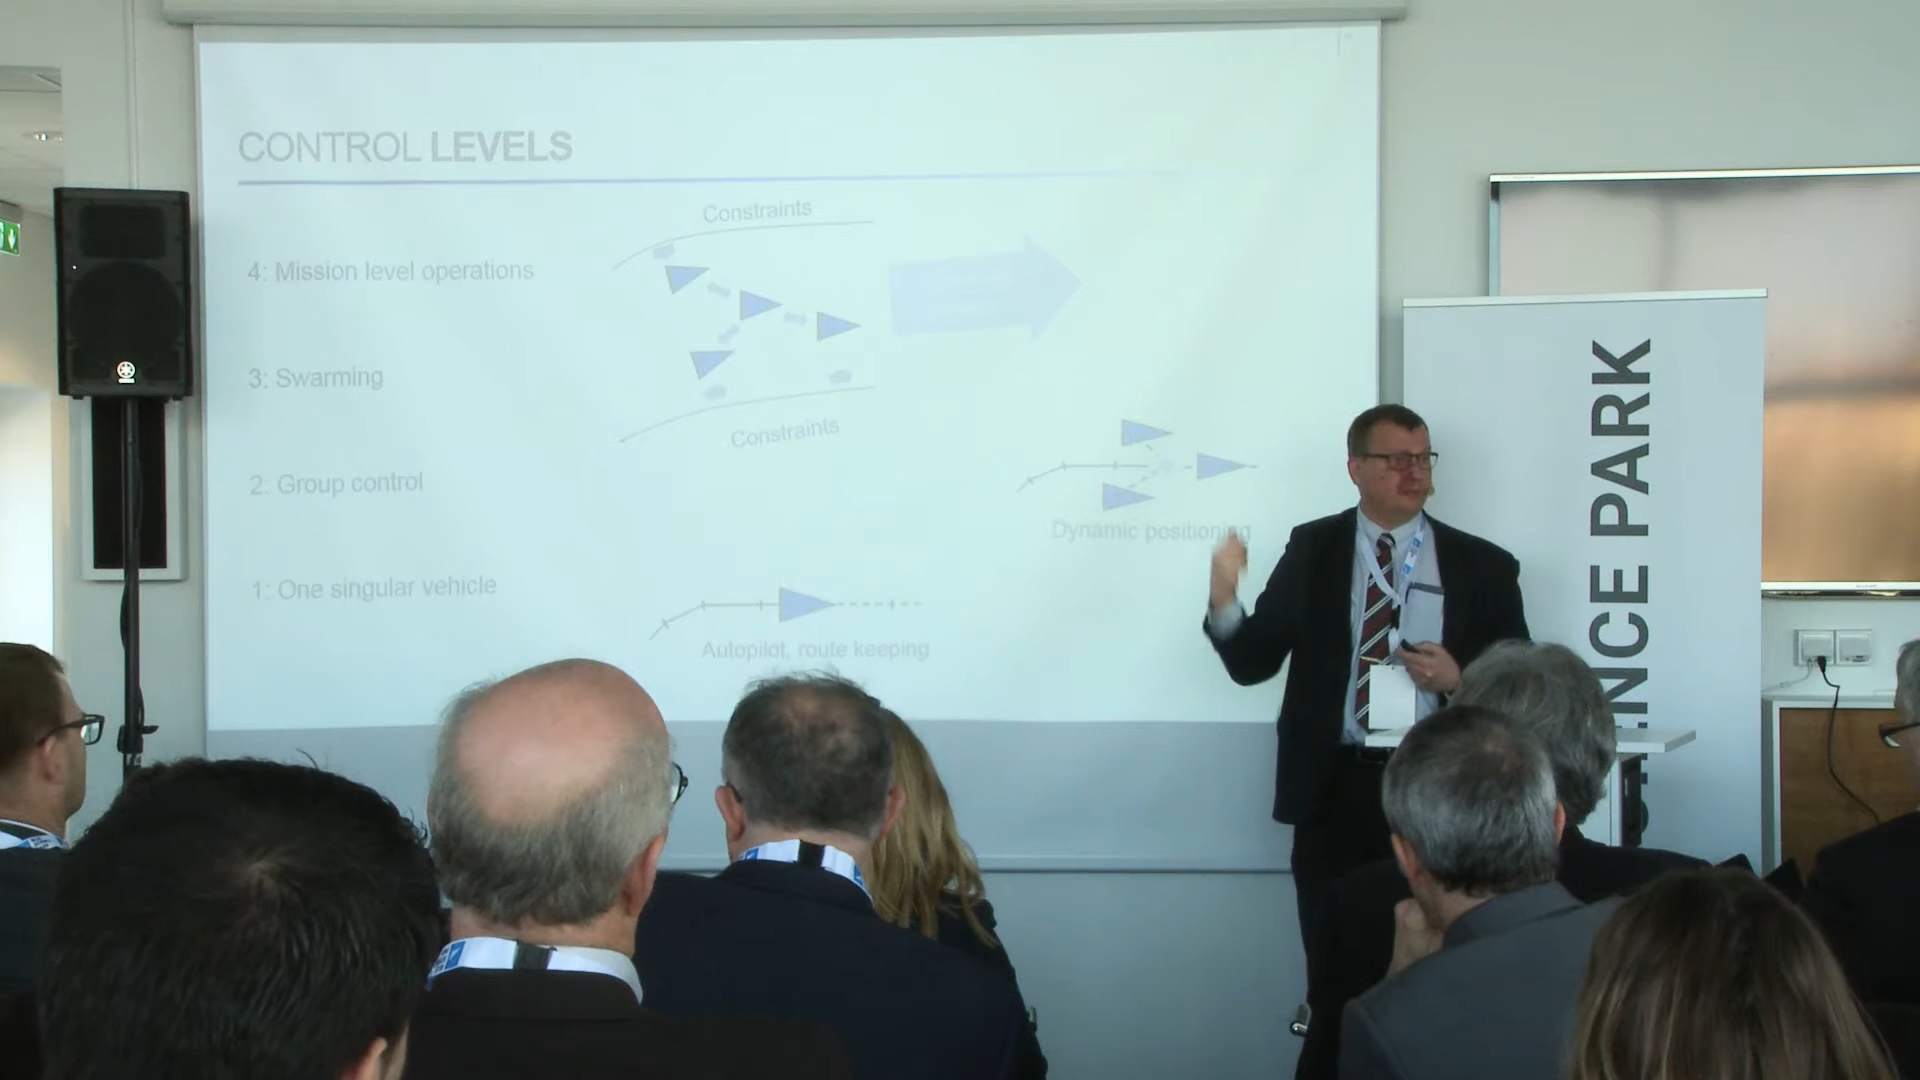 CONTROL LEVELS
Constraints
4: Mission level operations
3: Swarming
Constraints
2: Group control
Dynamic positioning
1: One singular vehicle
Autopilot, route keeping
PARK